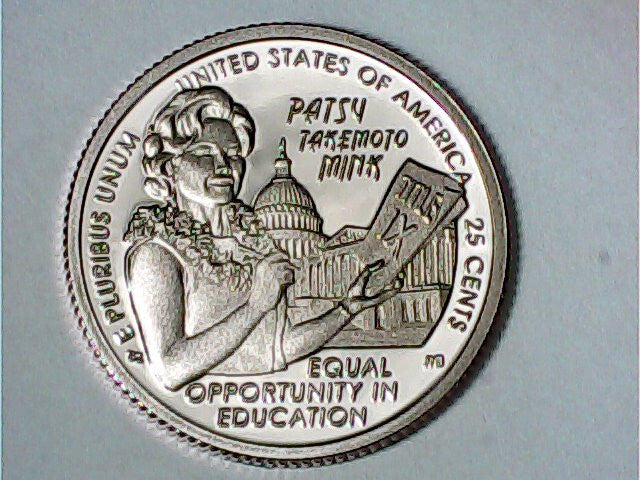 UNITED STATES OF AMERICA
PATSY
TAKEMOTO
MINK
E PLURIBUS UNUM
TITLE
IX
25 CENTS
EQUAL
OPPORTUNITY IN
EDUCATION